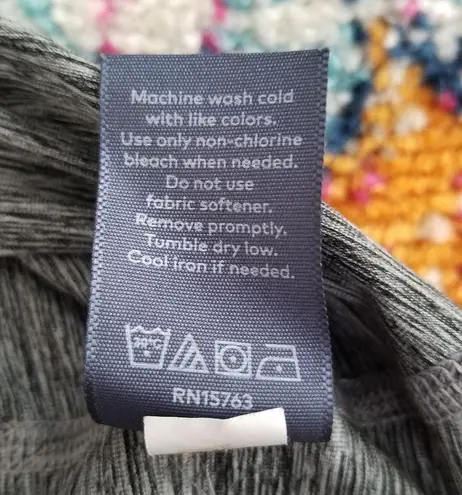 Machine wash cold
with like colors.
Use only non-chlorine
bleach when needed.
Do not use
fabric softener.
Remove promptly.
Tumble dry low.
Cool iron if needed.
30°C
RN15763